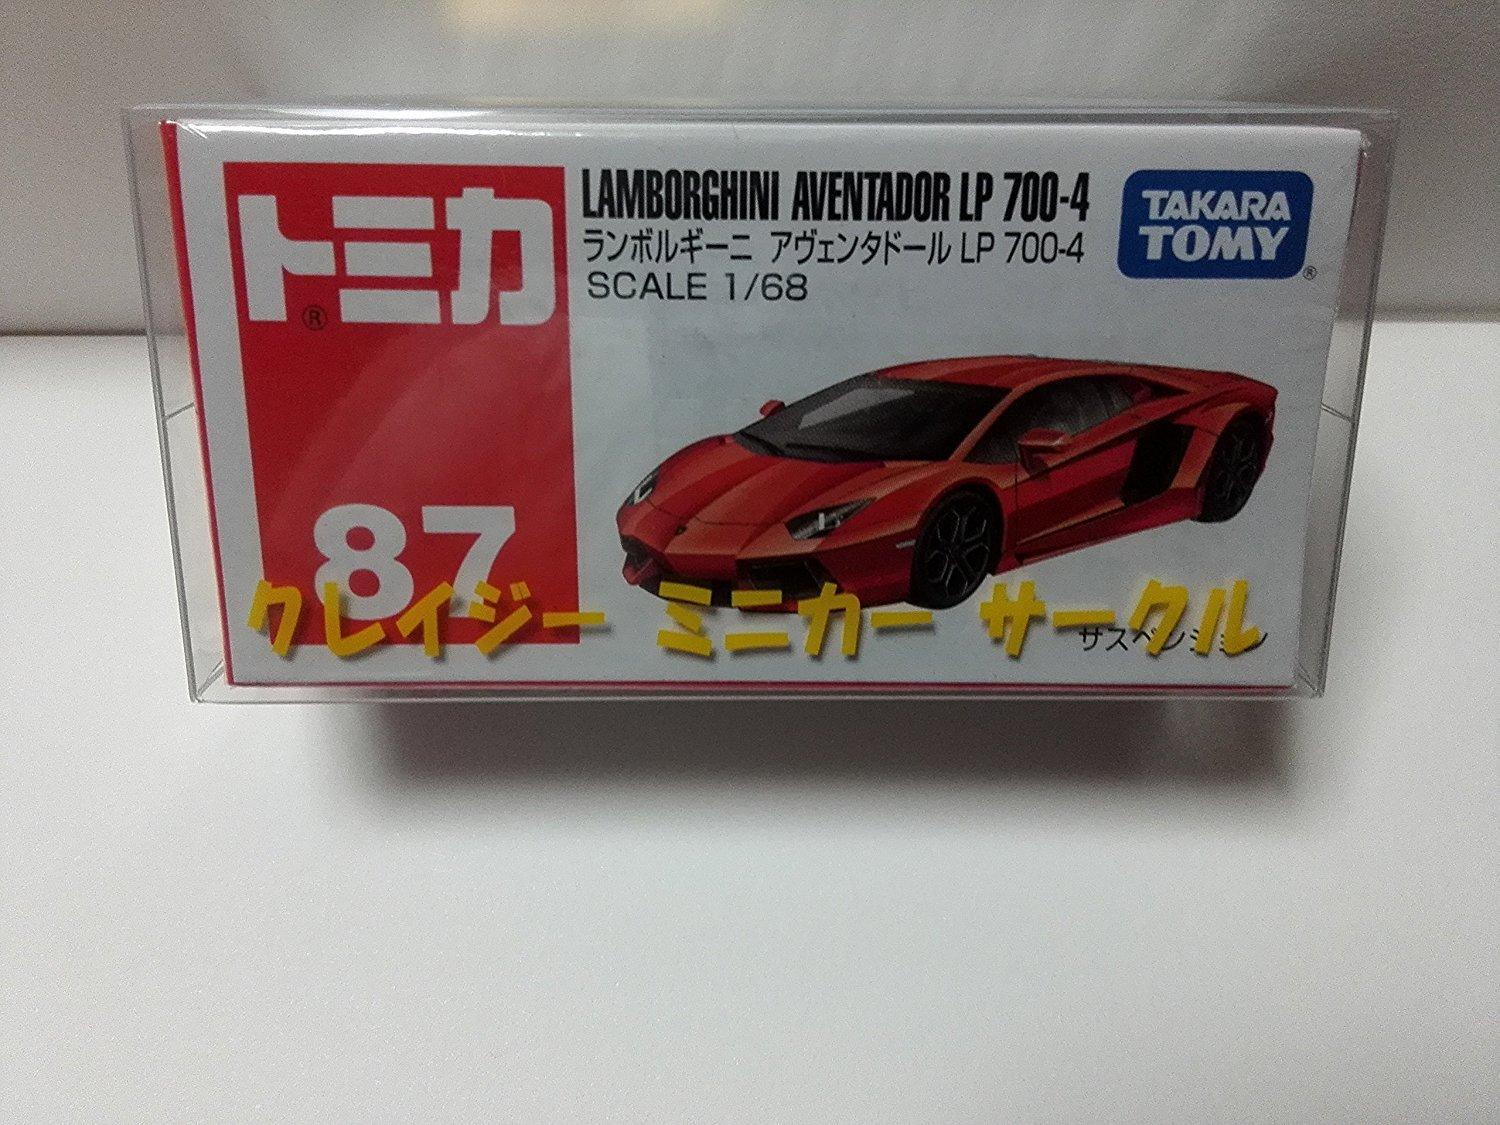 トミカ
®
87
LAMBORGHINI AVENTADOR LP 700-4
ランボルギーニ アヴェンタドール LP 700-4
SCALE 1/68
TAKARA
TOMY
®
サスペンション
クレイジー ミニカー サークル